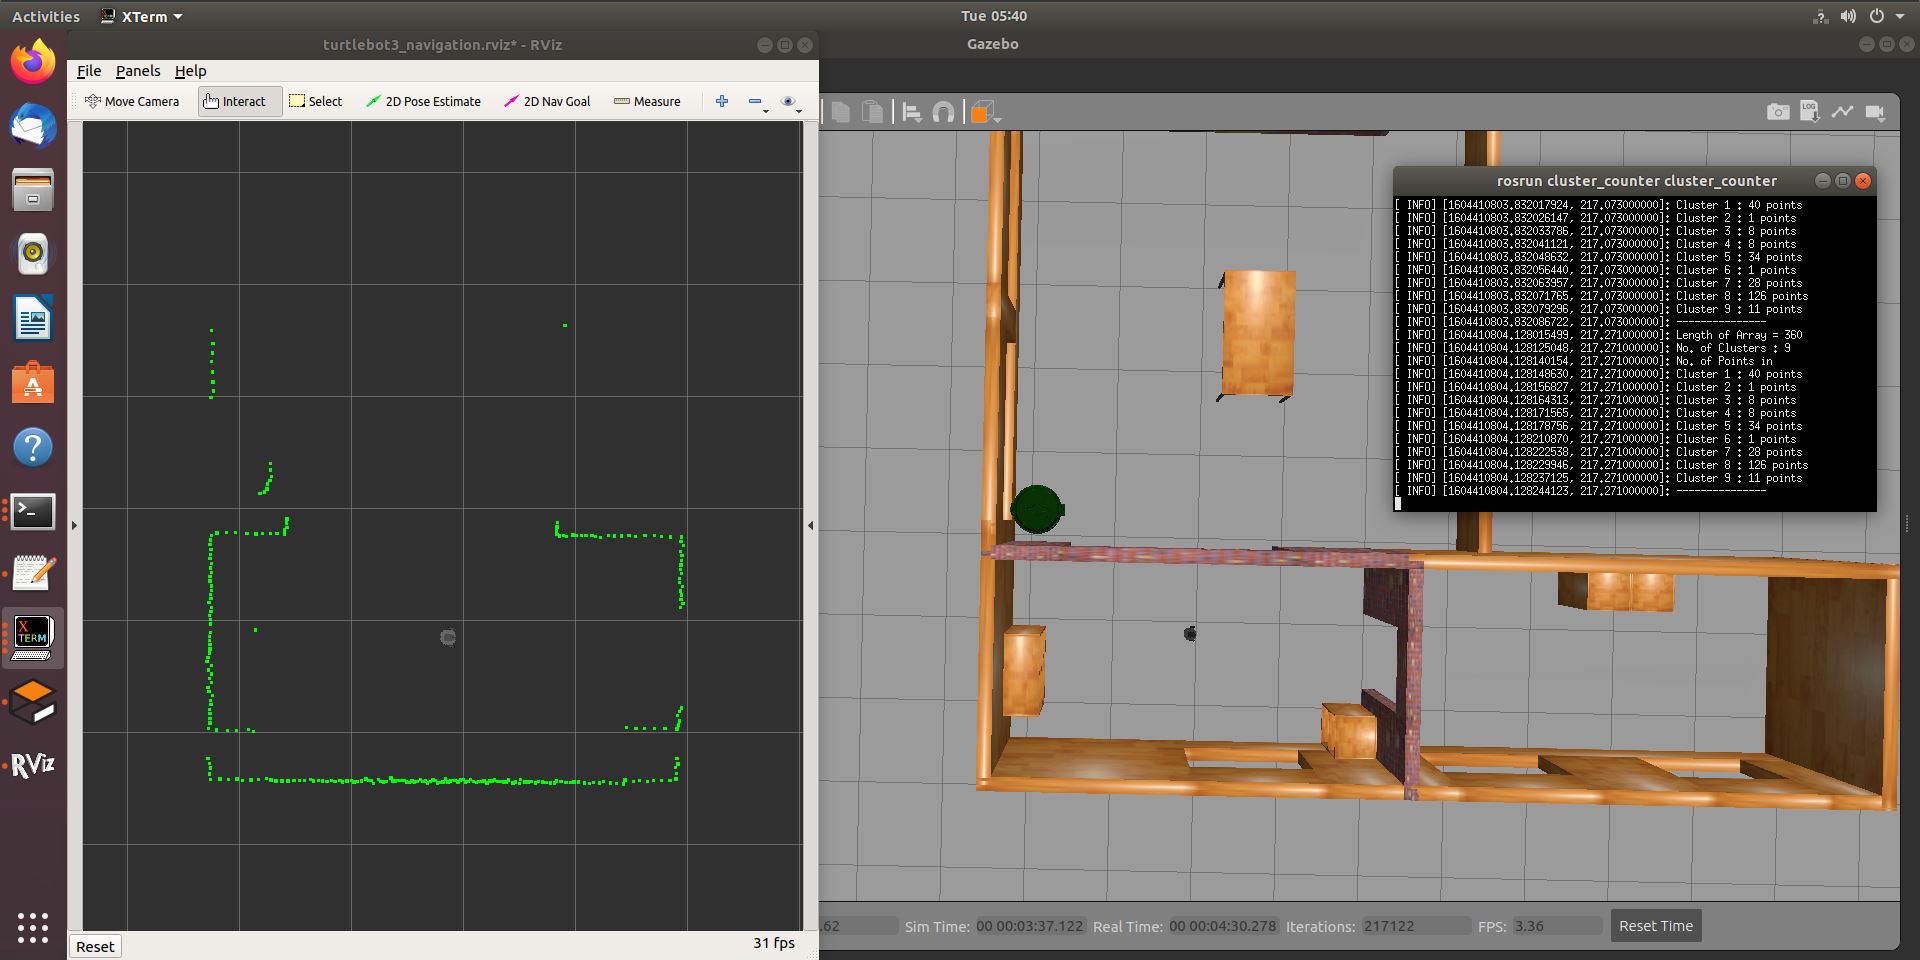 Activities XTerm Tue 05:40
turtlebot3_navigation.rviz* - RViz
Gazebo
File Panels Help
Move Camera Interact Select 2D Pose Estimate 2D Nav Goal Measure
LOG
rosrun cluster_counter cluster_counter
[ INFO] [1604410803.832017924, 217.073000000]: Cluster 1 : 40 points
[ INFO] [1604410803.832026147, 217.073000000]: Cluster 2 : 1 points
[ INFO] [1604410803.832033786, 217.073000000]: Cluster 3 : 8 points
[ INFO] [1604410803.832041121, 217.073000000]: Cluster 4 : 8 points
[ INFO] [1604410803.832048632, 217.073000000]: Cluster 5 : 34 points
[ INFO] [1604410803.832056440, 217.073000000]: Cluster 6 : 1 points
[ INFO] [1604410803.832063957, 217.073000000]: Cluster 7 : 28 points
[ INFO] [1604410803.832071765, 217.073000000]: Cluster 8 : 126 points
[ INFO] [1604410803.832079296, 217.073000000]: Cluster 9 : 11 points
[ INFO] [1604410803.832086722, 217.073000000]: ---------------
[ INFO] [1604410804.128015499, 217.271000000]: Length of Array = 360
[ INFO] [1604410804.128125048, 217.271000000]: No. of Clusters : 9
[ INFO] [1604410804.128140154, 217.271000000]: No. of Points in
[ INFO] [1604410804.128148630, 217.271000000]: Cluster 1 : 40 points
[ INFO] [1604410804.128156827, 217.271000000]: Cluster 2 : 1 points
[ INFO] [1604410804.128164313, 217.271000000]: Cluster 3 : 8 points
[ INFO] [1604410804.128171565, 217.271000000]: Cluster 4 : 8 points
[ INFO] [1604410804.128178756, 217.271000000]: Cluster 5 : 34 points
[ INFO] [1604410804.128210870, 217.271000000]: Cluster 6 : 1 points
[ INFO] [1604410804.128222538, 217.271000000]: Cluster 7 : 28 points
[ INFO] [1604410804.128229946, 217.271000000]: Cluster 8 : 126 points
[ INFO] [1604410804.128237125, 217.271000000]: Cluster 9 : 11 points
[ INFO] [1604410804.128244123, 217.271000000]: ---------------
X TERM
RViz
.62 Sim Time: 00 00:03:37.122 Real Time: 00 00:04:30.278 Iterations: 217122 FPS: 3.36 Reset Time
Reset 31 fps